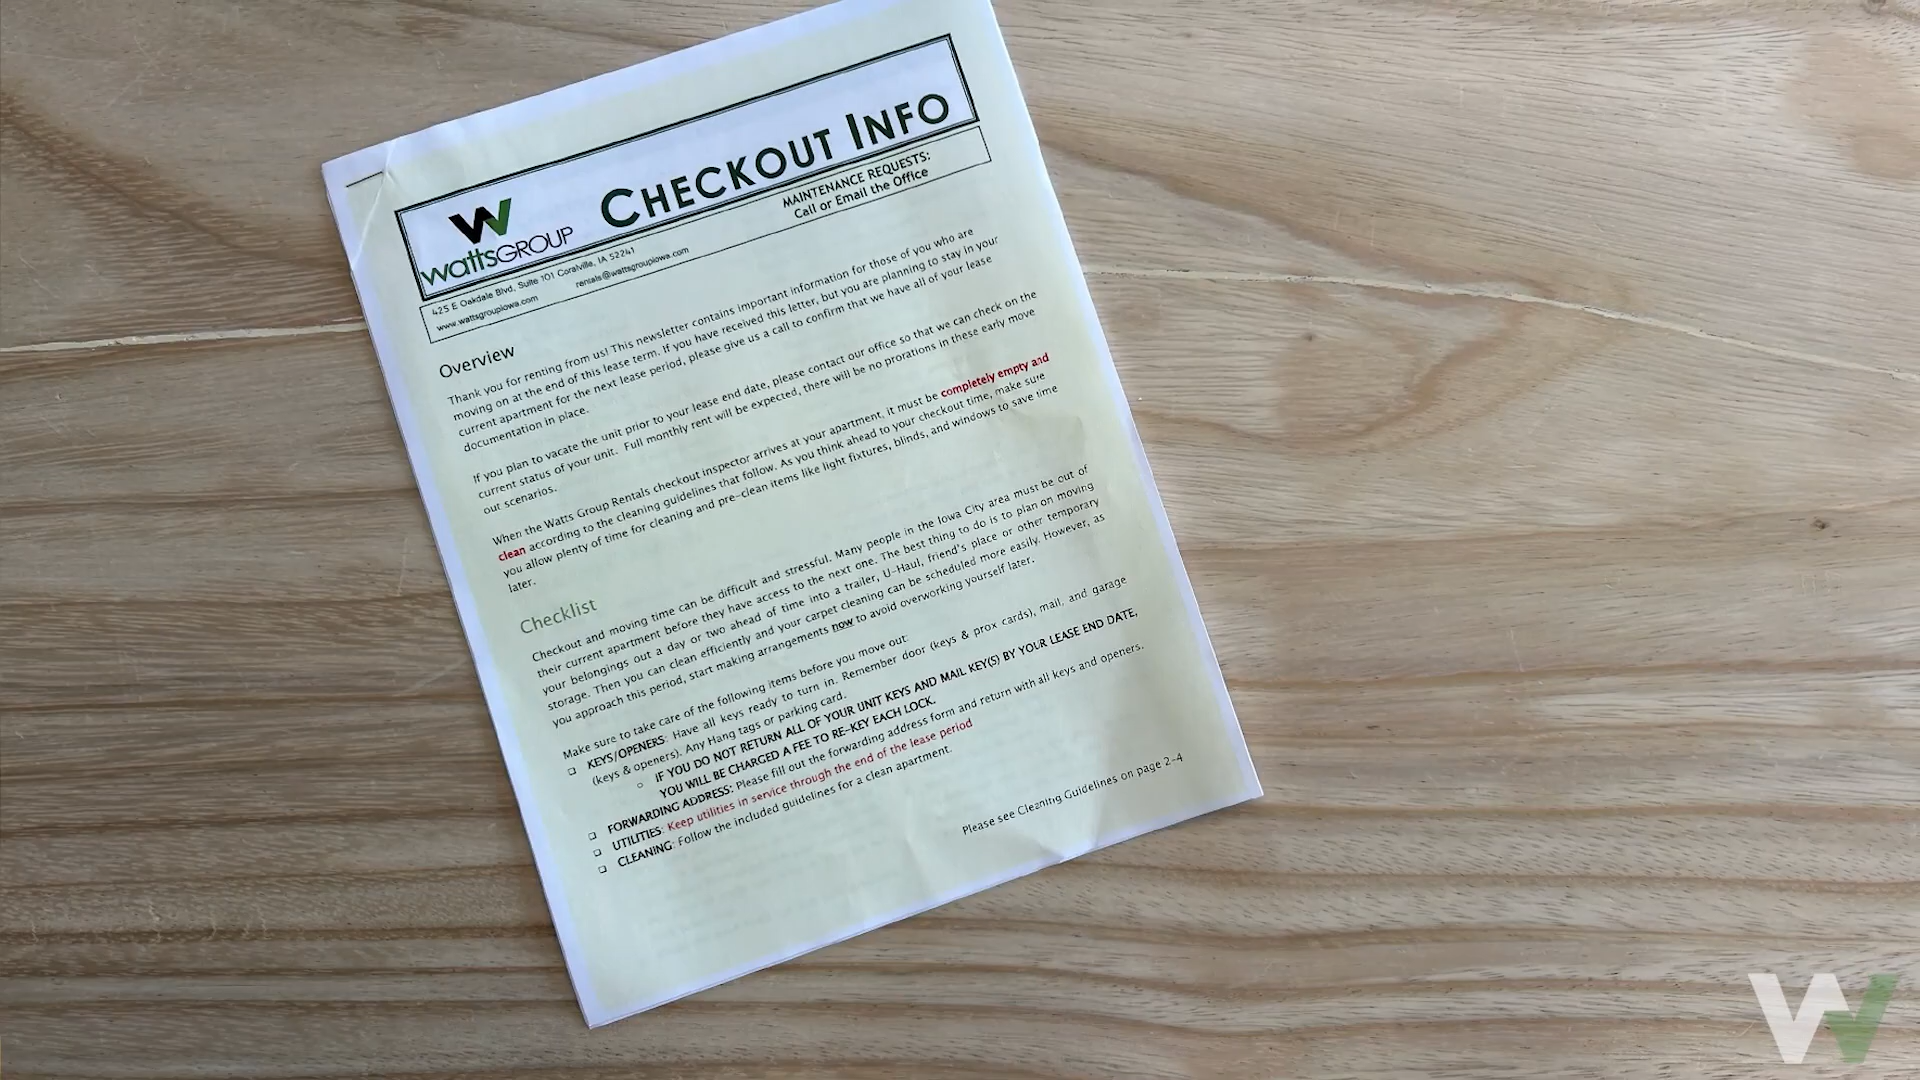 CHECKOUT INFO
W
wattsGROUP
MAINTENANCE REQUESTS:
Call or Email the Office
425 E Oakdale Blvd, Suite 101 Coralville, IA 52241
www.wattsgroupiowa.com rentals@wattsgroupiowa.com
Overview
Thank you for renting from us! This newsletter contains important information for those of you who are
moving on at the end of this lease term. If you have received this letter, but you are planning to stay in your
current apartment for the next lease period, please give us a call to confirm that we have all of your lease
documentation in place.
If you plan to vacate the unit prior to your lease end date, please contact our office so that we can check on the
current status of your unit. Full monthly rent will be expected, there will be no prorations in these early move
out scenarios.
When the Watts Group Rentals checkout inspector arrives at your apartment, it must be completely empty and
clean according to the cleaning guidelines that follow. As you think ahead to your checkout time, make sure
you allow plenty of time for cleaning and pre-clean items like light fixtures, blinds, and windows to save time
later.
Checklist
Checkout and moving time can be difficult and stressful. Many people in the Iowa City area must be out of
their current apartment before they have access to the next one. The best thing to do is to plan on moving
your belongings out a day or two ahead of time into a trailer, U-Haul, friend's place or other temporary
storage. Then you can clean efficiently and your carpet cleaning can be scheduled more easily. However, as
you approach this period, start making arrangements now to avoid overworking yourself later.
Make sure to take care of the following items before you move out:
❏ KEYS/OPENERS: Have all keys ready to turn in. Remember door (keys & prox cards), mail, and garage
(keys & openers). Any Hang tags or parking card.
○ IF YOU DO NOT RETURN ALL OF YOUR UNIT KEYS AND MAIL KEY(S) BY YOUR LEASE END DATE,
YOU WILL BE CHARGED A FEE TO RE-KEY EACH LOCK.
❏ FORWARDING ADDRESS: Please fill out the forwarding address form and return with all keys and openers.
❏ UTILITIES: Keep utilities in service through the end of the lease period
❏ CLEANING: Follow the included guidelines for a clean apartment.
Please see Cleaning Guidelines on page 2-4
W